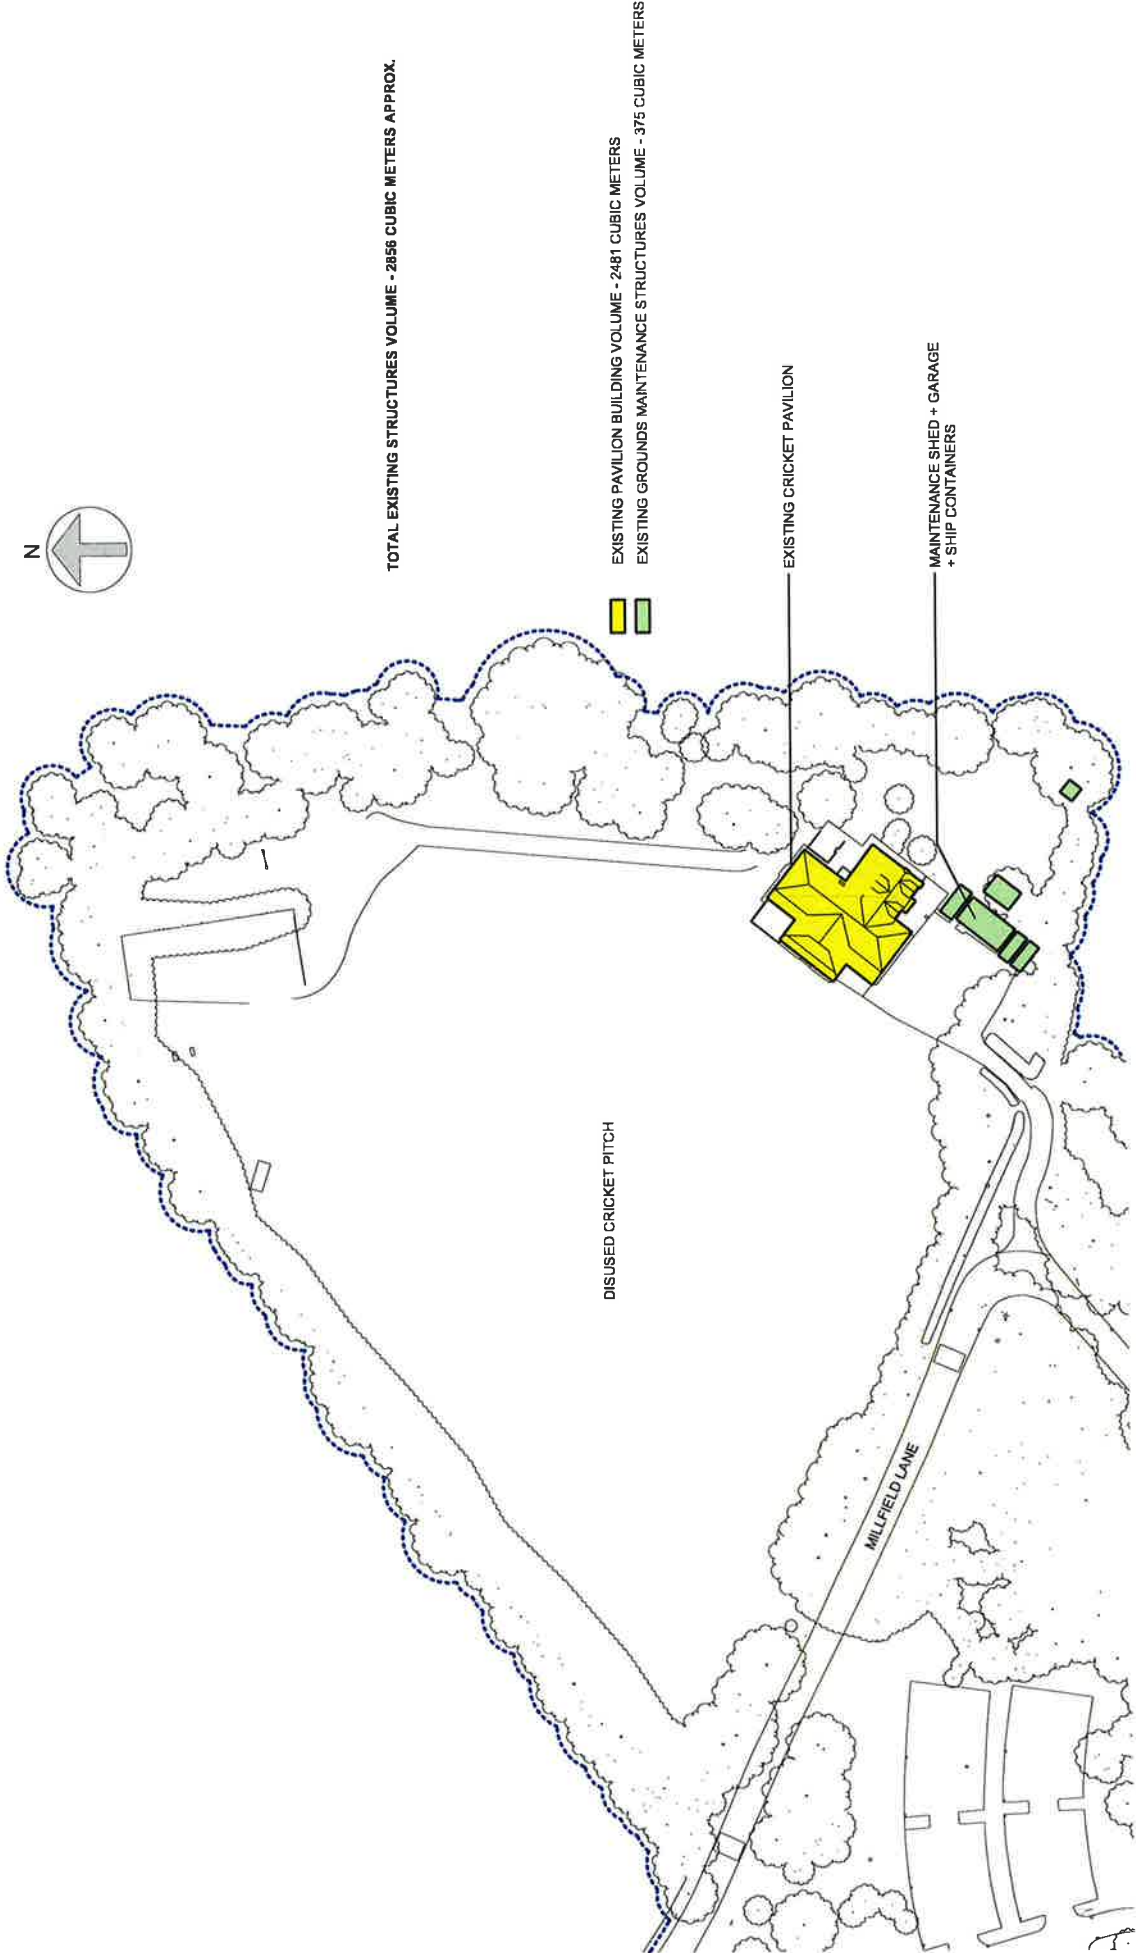 N
TOTAL EXISTING STRUCTURES VOLUME - 2856 CUBIC METERS APPROX.
EXISTING PAVILION BUILDING VOLUME - 2481 CUBIC METERS
EXISTING GROUNDS MAINTENANCE STRUCTURES VOLUME - 375 CUBIC METERS
EXISTING CRICKET PAVILION
MAINTENANCE SHED + GARAGE
+ SHIP CONTAINERS
DISUSED CRICKET PITCH
MILLFIELD LANE